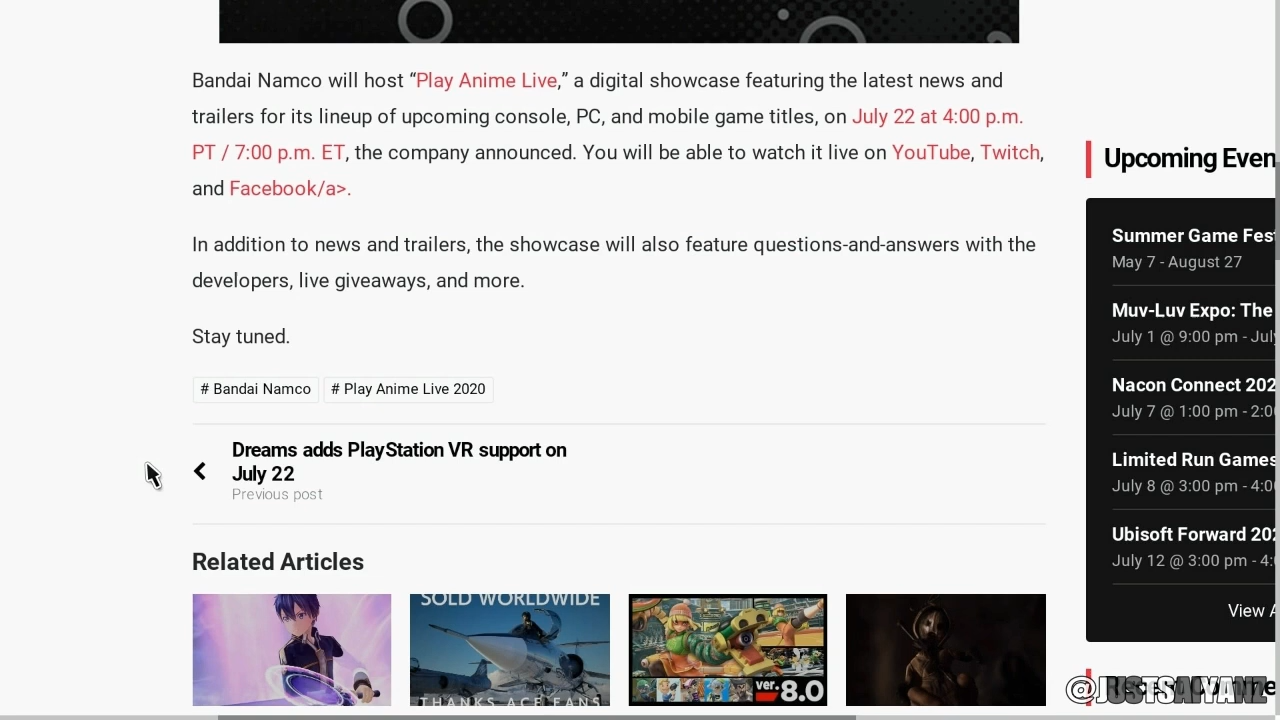 Bandai Namco will host “Play Anime Live,” a digital showcase featuring the latest news and
trailers for its lineup of upcoming console, PC, and mobile game titles, on July 22 at 4:00 p.m.
PT / 7:00 p.m. ET, the company announced. You will be able to watch it live on YouTube, Twitch,
and Facebook/a>.
In addition to news and trailers, the showcase will also feature questions-and-answers with the
developers, live giveaways, and more.
Stay tuned.
# Bandai Namco # Play Anime Live 2020
Dreams adds PlayStation VR support on
July 22
Previous post
Related Articles
SOLD WORLDWIDE
THANKS ACE FANS
ver. 8.0
Upcoming Even
Summer Game Fest
May 7 - August 27
Muv-Luv Expo: The
July 1 @ 9:00 pm - July
Nacon Connect 202
July 7 @ 1:00 pm - 2:0
Limited Run Games
July 8 @ 3:00 pm - 4:0
Ubisoft Forward 202
July 12 @ 3:00 pm - 4:
View A
@JUSTSAIYANZ